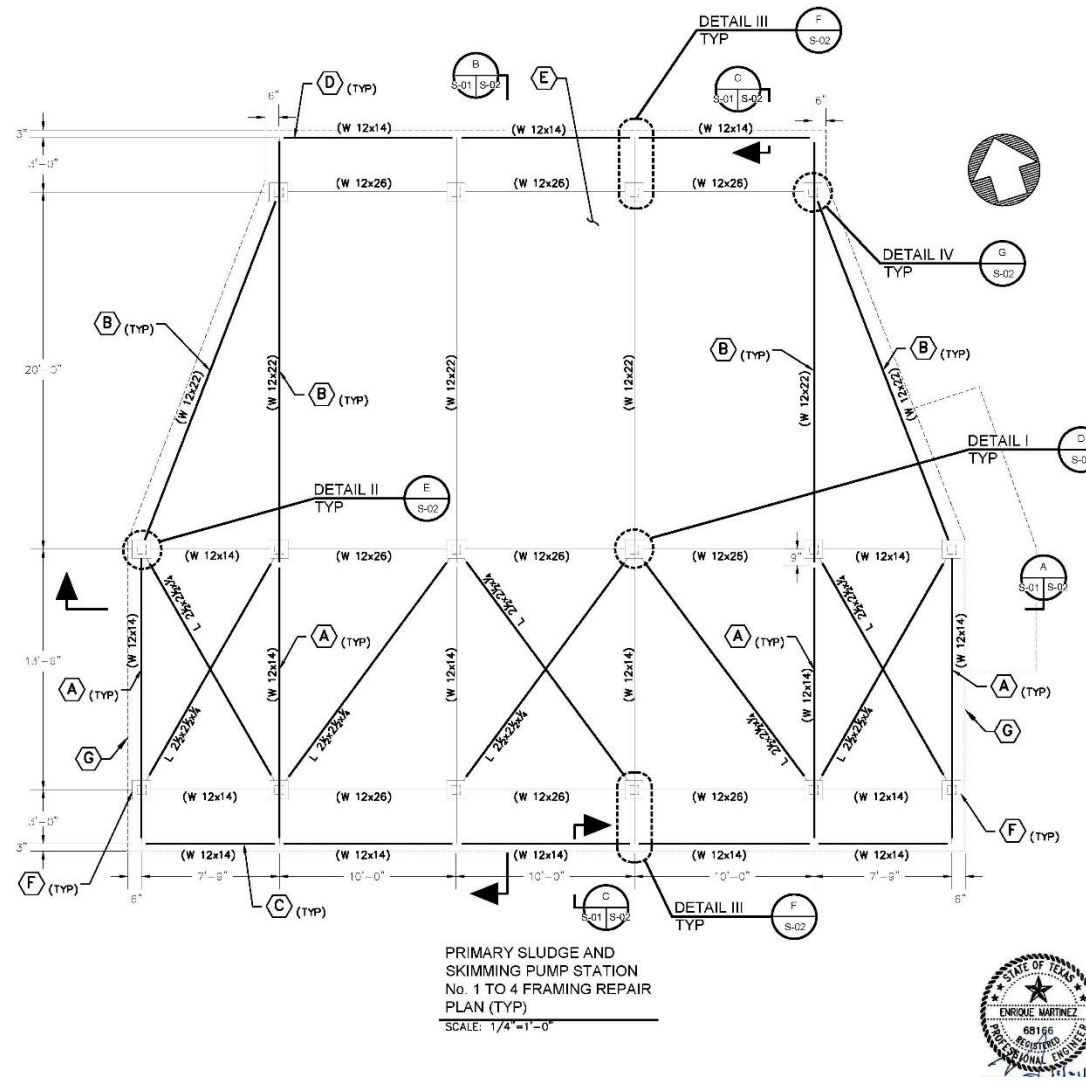 DETAIL III
TYP
F
S-02
B
S-01 S-02
C
S-01 S-02
D (TYP)
E
6"
6"
3"
(W 12x14)
(W 12x14)
(W 12x14)
3'-0"
(W 12x26)
(W 12x26)
(W 12x26)
DETAIL IV
TYP
G
S-02
B (TYP)
B (TYP)
B (TYP)
B (TYP)
20'-0"
(W 12x22)
(W 12x22)
(W 12x22)
(W 12x22)
(W 12x22)
(W 12x22)
DETAIL I
TYP
D
DETAIL II
TYP
E
S-02
(W 12x14)
(W 12x26)
(W 12x26)
(W 12x26)
9"
(W 12x14)
A
S-01 S-02
L 2½x2½x¼
L 2½x2½x¼
L 2½x2½x¼
(W 12x14)
(W 12x14)
(W 12x14)
(W 12x14)
(W 12x14)
(W 12x14)
13'-6"
A (TYP)
A (TYP)
A (TYP)
A (TYP)
G
G
L 2½x2½x¼
L 2½x2½x¼
L 2½x2½x¼
L 2½x2½x¼
L 2½x2½x¼
(W 12x14)
(W 12x26)
(W 12x26)
(W 12x26)
(W 12x14)
3'-0"
F (TYP)
3"
(W 12x14)
(W 12x14)
(W 12x14)
(W 12x14)
(W 12x14)
F (TYP)
6"
7'-9"
10'-0"
10'-0"
10'-0"
7'-9"
6"
C (TYP)
C
S-01 S-02
DETAIL III
TYP
F
S-02
PRIMARY SLUDGE AND
SKIMMING PUMP STATION
No. 1 TO 4 FRAMING REPAIR
PLAN (TYP)
SCALE: 1/4"=1'-0"
STATE OF TEXAS
ENRIQUE MARTINEZ
68166
REGISTERED
PROFESSIONAL ENGINEER